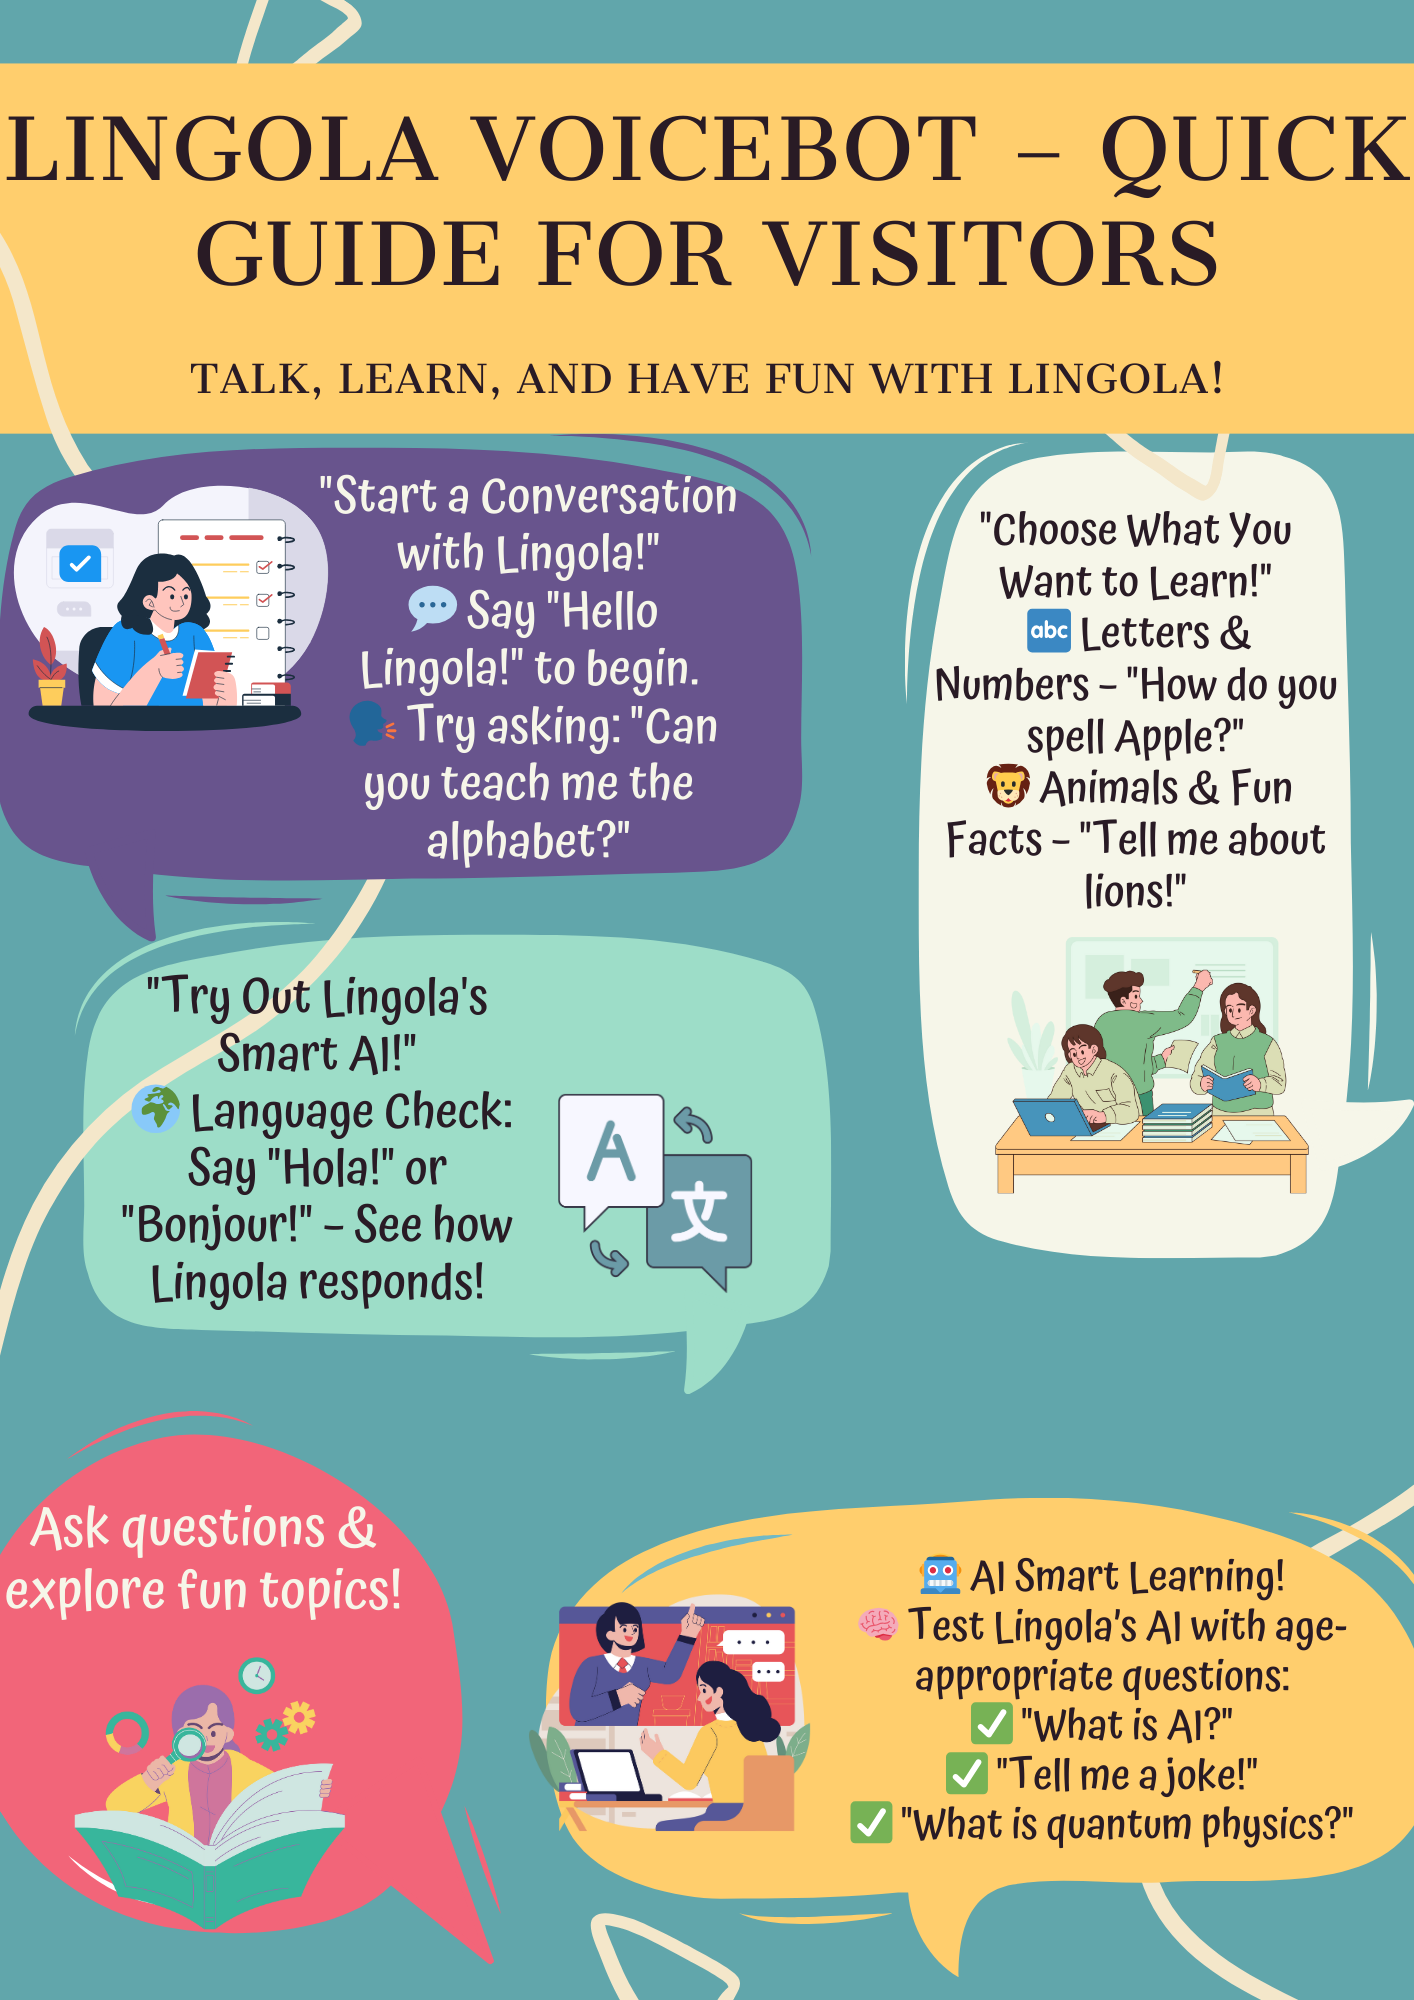 LINGOLA VOICEBOT – QUICK
GUIDE FOR VISITORS
TALK, LEARN, AND HAVE FUN WITH LINGOLA!
"Start a Conversation
with Lingola!"
💬 Say "Hello
Lingola!" to begin.
🗣️ Try asking: "Can
you teach me the
alphabet?"
"Choose What You
Want to Learn!"
🔤 Letters &
Numbers – "How do you
spell Apple?"
🦁 Animals & Fun
Facts – "Tell me about
lions!"
"Try Out Lingola's
Smart AI!"
🌍 Language Check:
Say "Hola!" or
"Bonjour!" – See how
Lingola responds!
A
文
Ask questions &
explore fun topics!
🤖 AI Smart Learning!
🧠 Test Lingola's AI with age-
appropriate questions:
✅ "What is AI?"
✅ "Tell me a joke!"
✅ "What is quantum physics?"